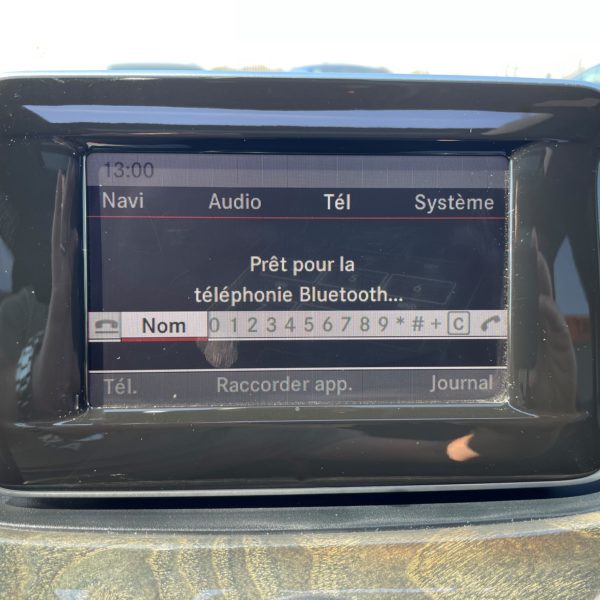 13:00
Navi Audio Tél Système
Prêt pour la
téléphonie Bluetooth...
Nom 0 1 2 3 4 5 6 7 8 9 * # + C
Tél. Raccorder app. Journal